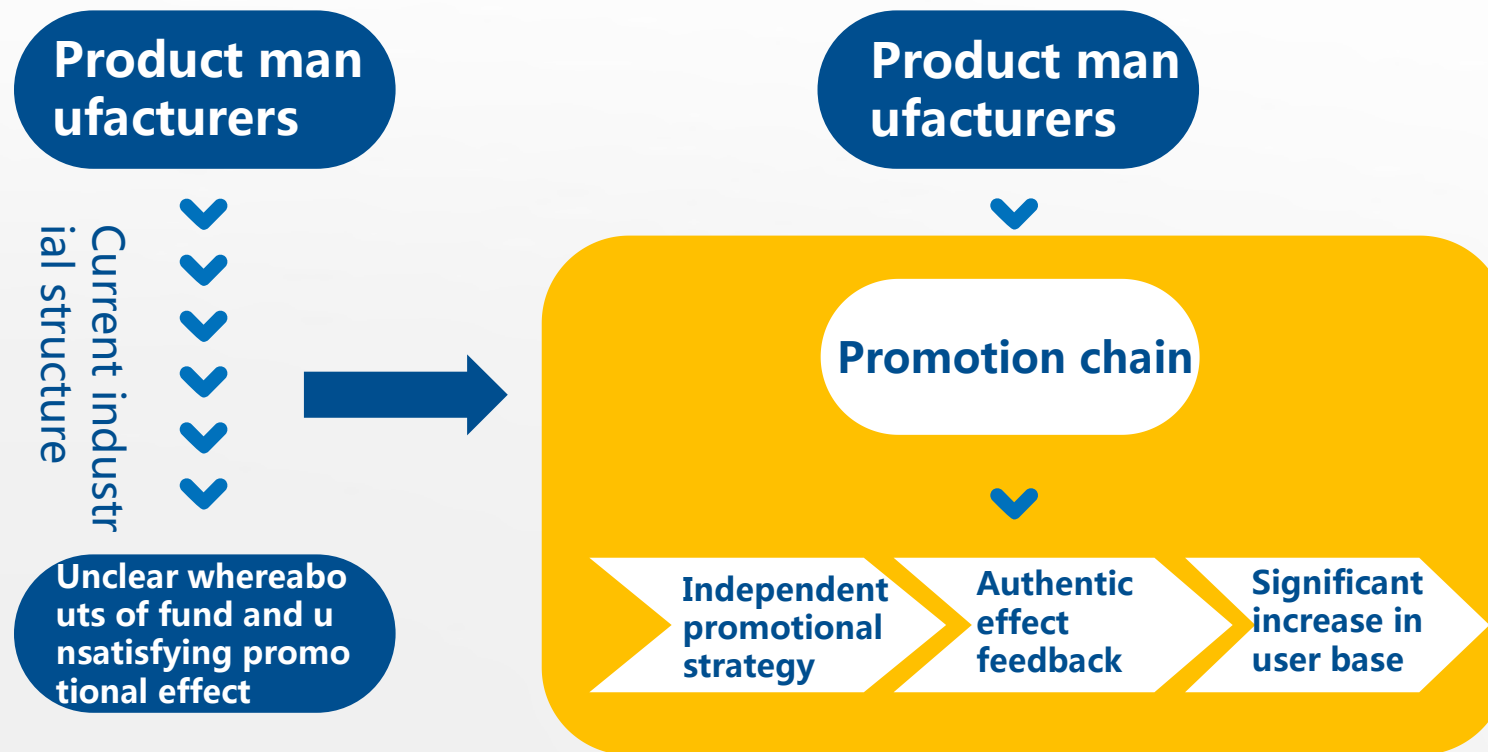 Product man
ufacturers
Current industr
ial structure
Unclear whereabo
uts of fund and u
nsatisfying promo
tional effect
Product man
ufacturers
Promotion chain
Independent
promotional
strategy
Authentic
effect
feedback
Significant
increase in
user base